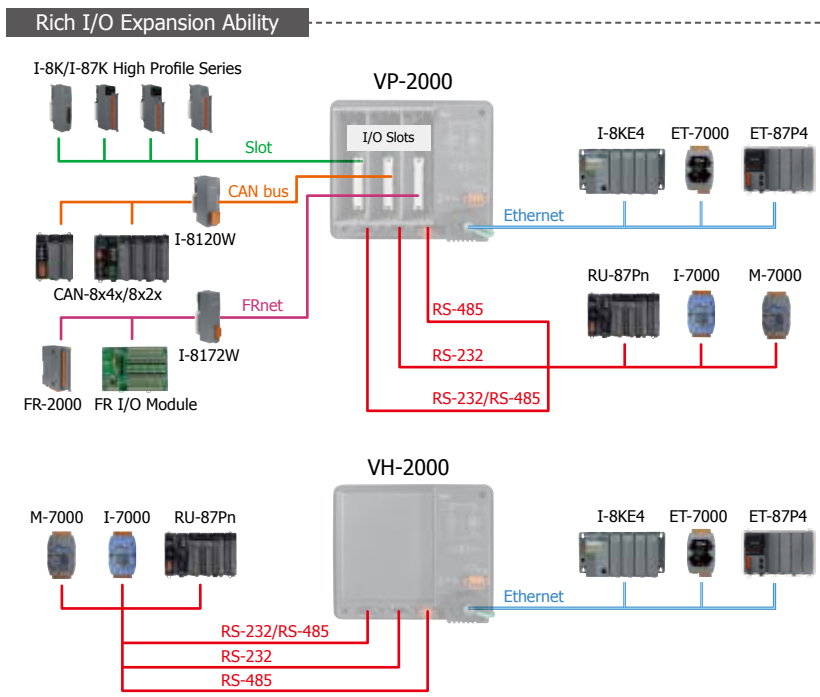 Rich I/O Expansion Ability
I-8K/I-87K High Profile Series
VP-2000
I/O Slots
I-8KE4 ET-7000 ET-87P4
Slot
CAN bus
I-8120W
Ethernet
CAN-8x4x/8x2x
RU-87Pn I-7000 M-7000
FRnet
RS-485
I-8172W
RS-232
FR-2000 FR I/O Module
RS-232/RS-485
VH-2000
M-7000 I-7000 RU-87Pn
I-8KE4 ET-7000 ET-87P4
Ethernet
RS-232/RS-485
RS-232
RS-485